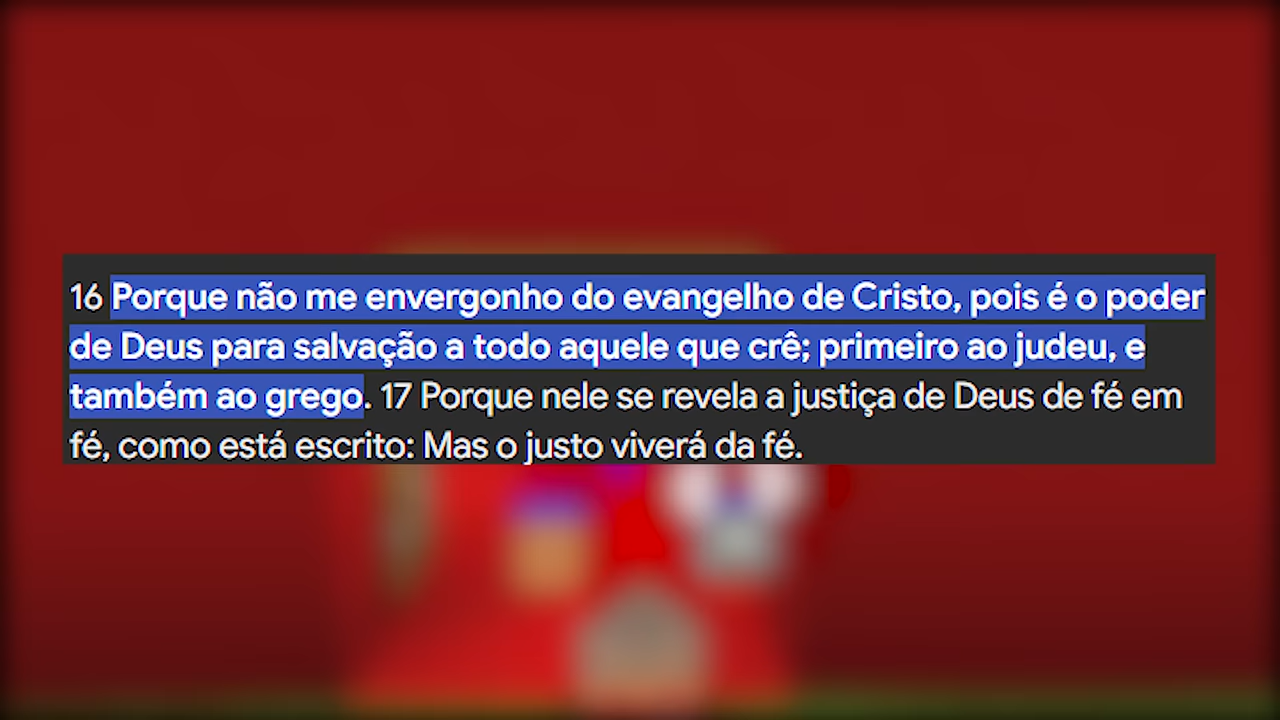 16 Porque não me envergonho do evangelho de Cristo, pois é o poder
de Deus para salvação a todo aquele que crê; primeiro ao judeu, e
também ao grego. 17 Porque nele se revela a justiça de Deus de fé em
fé, como está escrito: Mas o justo viverá da fé.